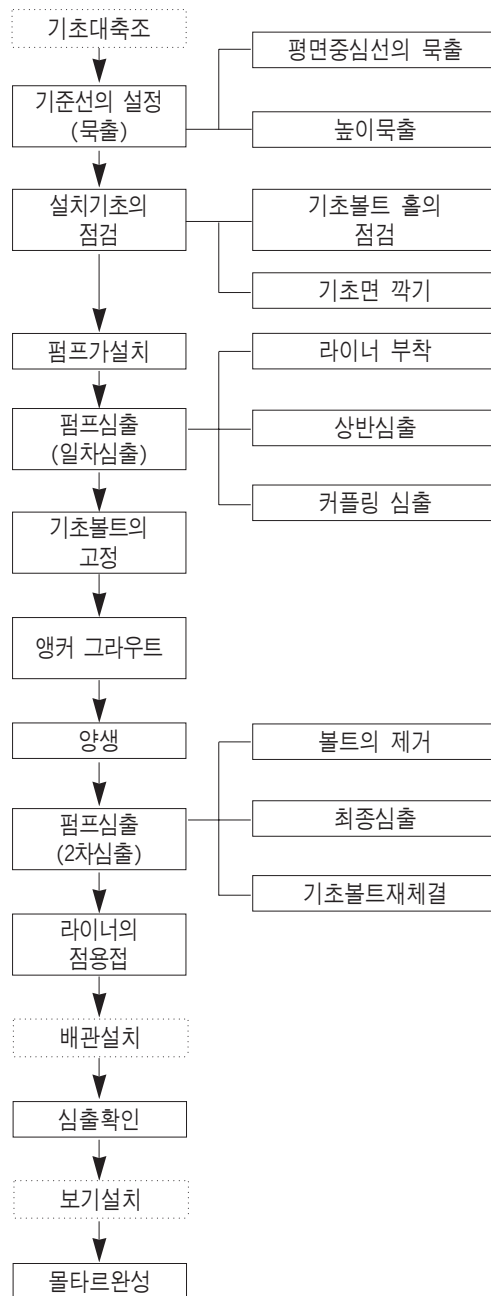 기초대축조
기준선의 설정
(묵출)
평면중심선의 묵출
높이묵출
설치기초의
점검
기초볼트 홀의
점검
기초면 깍기
펌프가설치
펌프심출
(일차심출)
라이너 부착
상반심출
커플링 심출
기초볼트의
고정
앵커 그라우트
양생
펌프심출
(2차심출)
볼트의 제거
최종심출
기초볼트재체결
라이너의
점용접
배관설치
심출확인
보기설치
몰타르완성